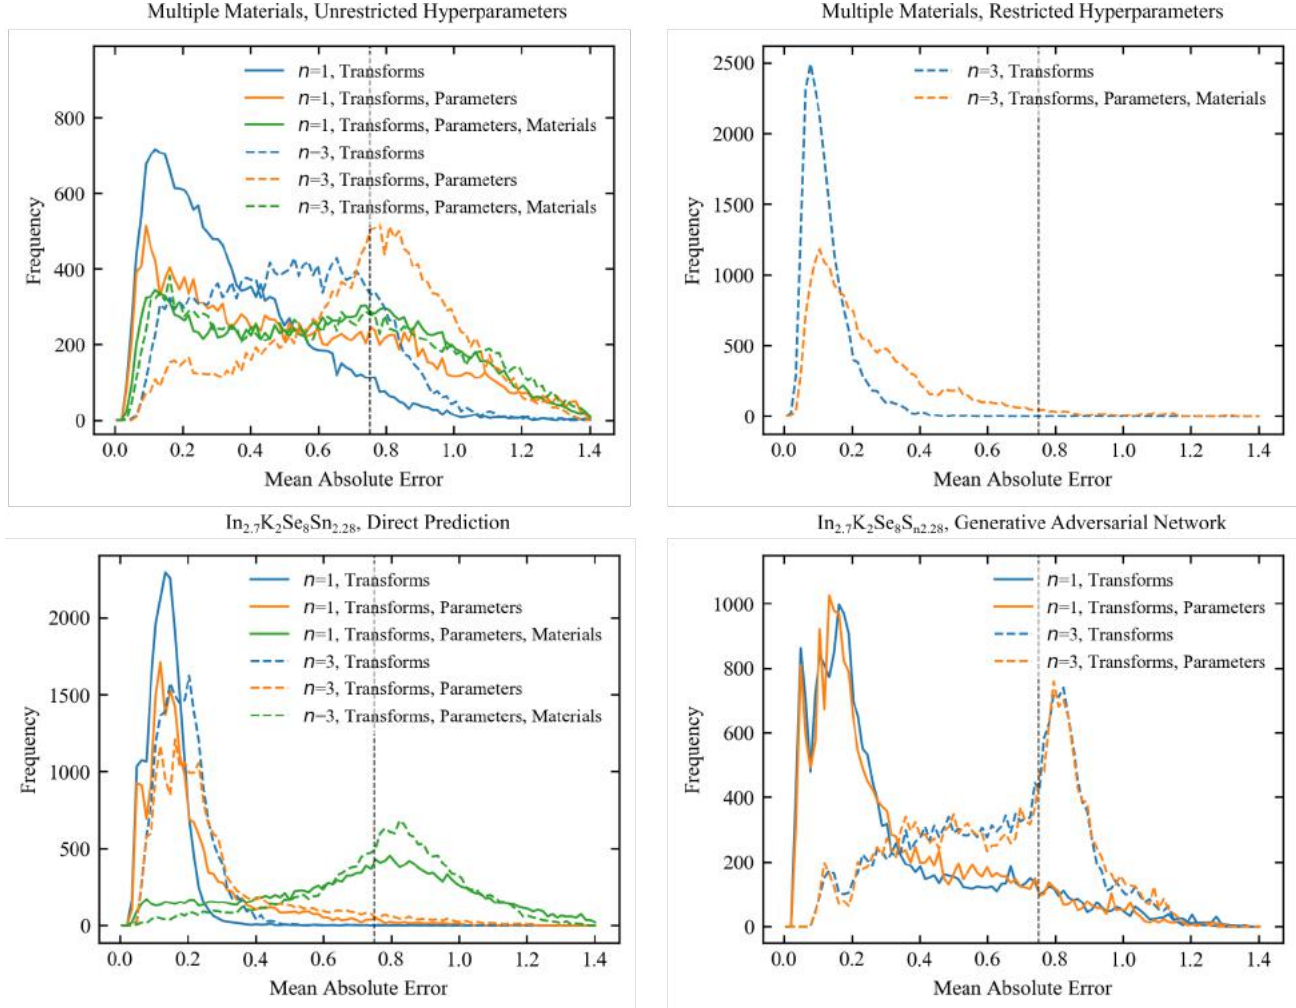 Multiple Materials, Unrestricted Hyperparameters
n=1, Transforms
n=1, Transforms, Parameters
n=1, Transforms, Parameters, Materials
n=3, Transforms
n=3, Transforms, Parameters
n=3, Transforms, Parameters, Materials
800
600
400
200
0
Frequency
0.0 0.2 0.4 0.6 0.8 1.0 1.2 1.4
Mean Absolute Error
Multiple Materials, Restricted Hyperparameters
n=3, Transforms
n=3, Transforms, Parameters, Materials
2500
2000
1500
1000
500
0
Frequency
0.0 0.2 0.4 0.6 0.8 1.0 1.2 1.4
Mean Absolute Error
In2.7K2Se8Sn2.28, Direct Prediction
n=1, Transforms
n=1, Transforms, Parameters
n=1, Transforms, Parameters, Materials
n=3, Transforms
n=3, Transforms, Parameters
n=3, Transforms, Parameters, Materials
2000
1500
1000
500
0
Frequency
0.0 0.2 0.4 0.6 0.8 1.0 1.2 1.4
Mean Absolute Error
In2.7K2Se8Sn2.28, Generative Adversarial Network
n=1, Transforms
n=1, Transforms, Parameters
n=3, Transforms
n=3, Transforms, Parameters
1000
800
600
400
200
0
Frequency
0.0 0.2 0.4 0.6 0.8 1.0 1.2 1.4
Mean Absolute Error